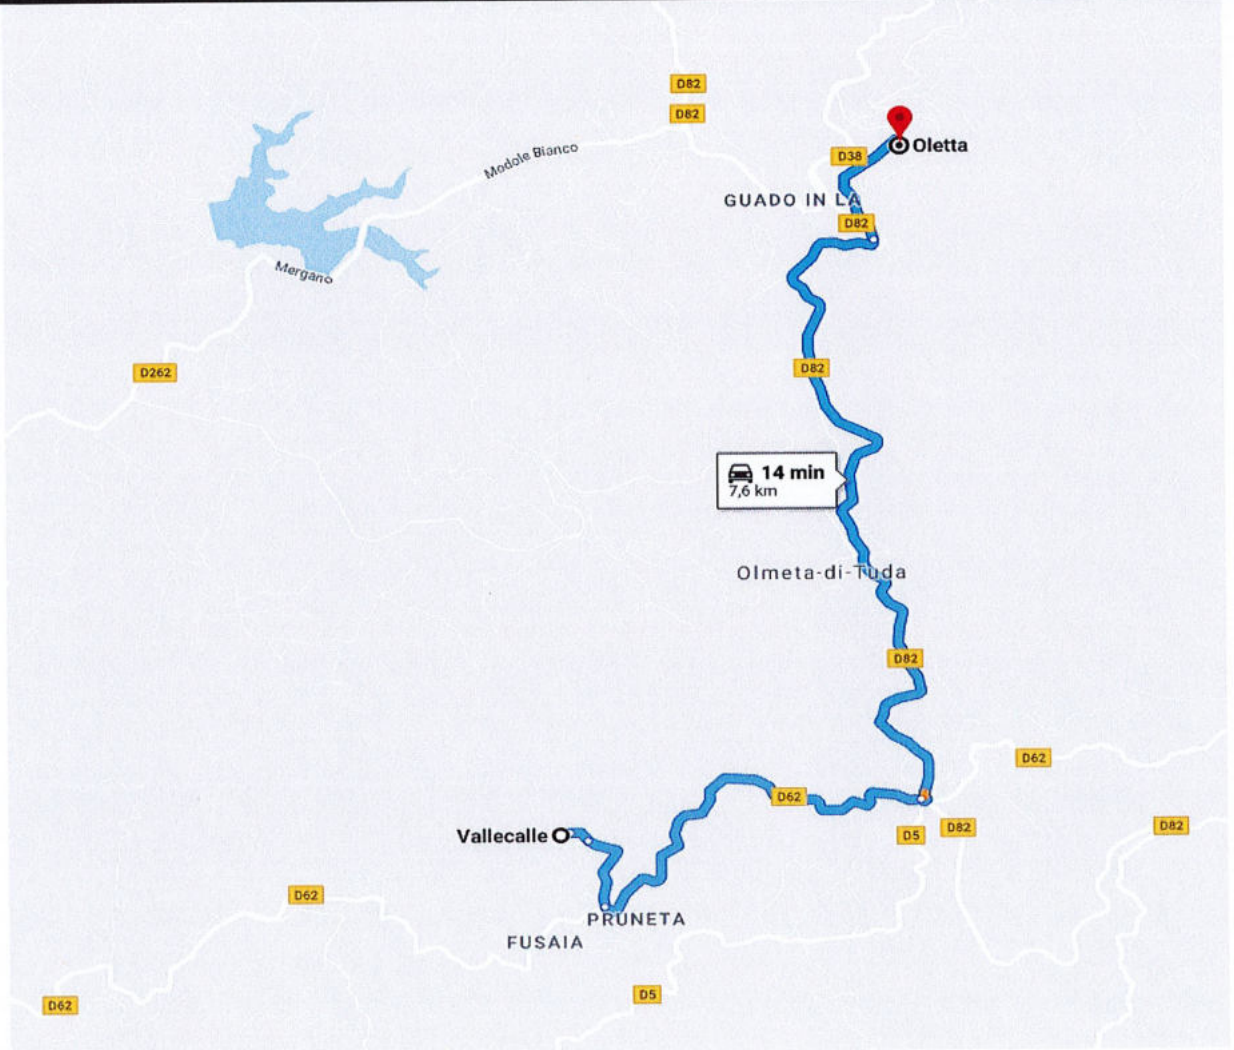 D82
D82
Modole Bianco
Oletta
D38
GUADO IN LA
D82
Mergano
D262
D82
14 min
7,6 km
Olmeta-di-Tuda
D82
D62
D62
Vallecalle
D5
D82
D82
D62
PRUNETA
FUSAIA
D5
D62